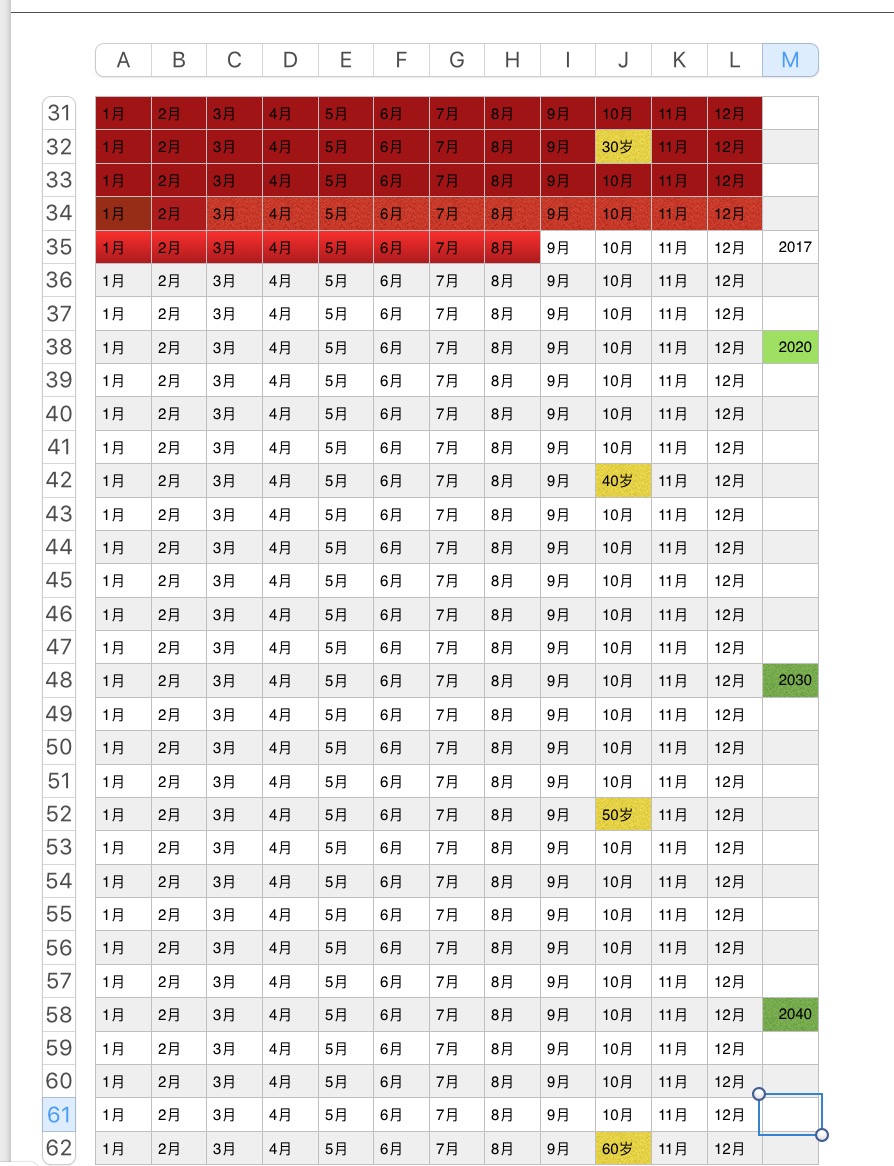 A B C D E F G H I J K L M
31 1月 2月 3月 4月 5月 6月 7月 8月 9月 10月 11月 12月
32 1月 2月 3月 4月 5月 6月 7月 8月 9月 30岁 11月 12月
33 1月 2月 3月 4月 5月 6月 7月 8月 9月 10月 11月 12月
34 1月 2月 3月 4月 5月 6月 7月 8月 9月 10月 11月 12月
35 1月 2月 3月 4月 5月 6月 7月 8月 9月 10月 11月 12月 2017
36 1月 2月 3月 4月 5月 6月 7月 8月 9月 10月 11月 12月
37 1月 2月 3月 4月 5月 6月 7月 8月 9月 10月 11月 12月
38 1月 2月 3月 4月 5月 6月 7月 8月 9月 10月 11月 12月 2020
39 1月 2月 3月 4月 5月 6月 7月 8月 9月 10月 11月 12月
40 1月 2月 3月 4月 5月 6月 7月 8月 9月 10月 11月 12月
41 1月 2月 3月 4月 5月 6月 7月 8月 9月 10月 11月 12月
42 1月 2月 3月 4月 5月 6月 7月 8月 9月 40岁 11月 12月
43 1月 2月 3月 4月 5月 6月 7月 8月 9月 10月 11月 12月
44 1月 2月 3月 4月 5月 6月 7月 8月 9月 10月 11月 12月
45 1月 2月 3月 4月 5月 6月 7月 8月 9月 10月 11月 12月
46 1月 2月 3月 4月 5月 6月 7月 8月 9月 10月 11月 12月
47 1月 2月 3月 4月 5月 6月 7月 8月 9月 10月 11月 12月
48 1月 2月 3月 4月 5月 6月 7月 8月 9月 10月 11月 12月 2030
49 1月 2月 3月 4月 5月 6月 7月 8月 9月 10月 11月 12月
50 1月 2月 3月 4月 5月 6月 7月 8月 9月 10月 11月 12月
51 1月 2月 3月 4月 5月 6月 7月 8月 9月 10月 11月 12月
52 1月 2月 3月 4月 5月 6月 7月 8月 9月 50岁 11月 12月
53 1月 2月 3月 4月 5月 6月 7月 8月 9月 10月 11月 12月
54 1月 2月 3月 4月 5月 6月 7月 8月 9月 10月 11月 12月
55 1月 2月 3月 4月 5月 6月 7月 8月 9月 10月 11月 12月
56 1月 2月 3月 4月 5月 6月 7月 8月 9月 10月 11月 12月
57 1月 2月 3月 4月 5月 6月 7月 8月 9月 10月 11月 12月
58 1月 2月 3月 4月 5月 6月 7月 8月 9月 10月 11月 12月 2040
59 1月 2月 3月 4月 5月 6月 7月 8月 9月 10月 11月 12月
60 1月 2月 3月 4月 5月 6月 7月 8月 9月 10月 11月 12月
61 1月 2月 3月 4月 5月 6月 7月 8月 9月 10月 11月 12月
62 1月 2月 3月 4月 5月 6月 7月 8月 9月 60岁 11月 12月